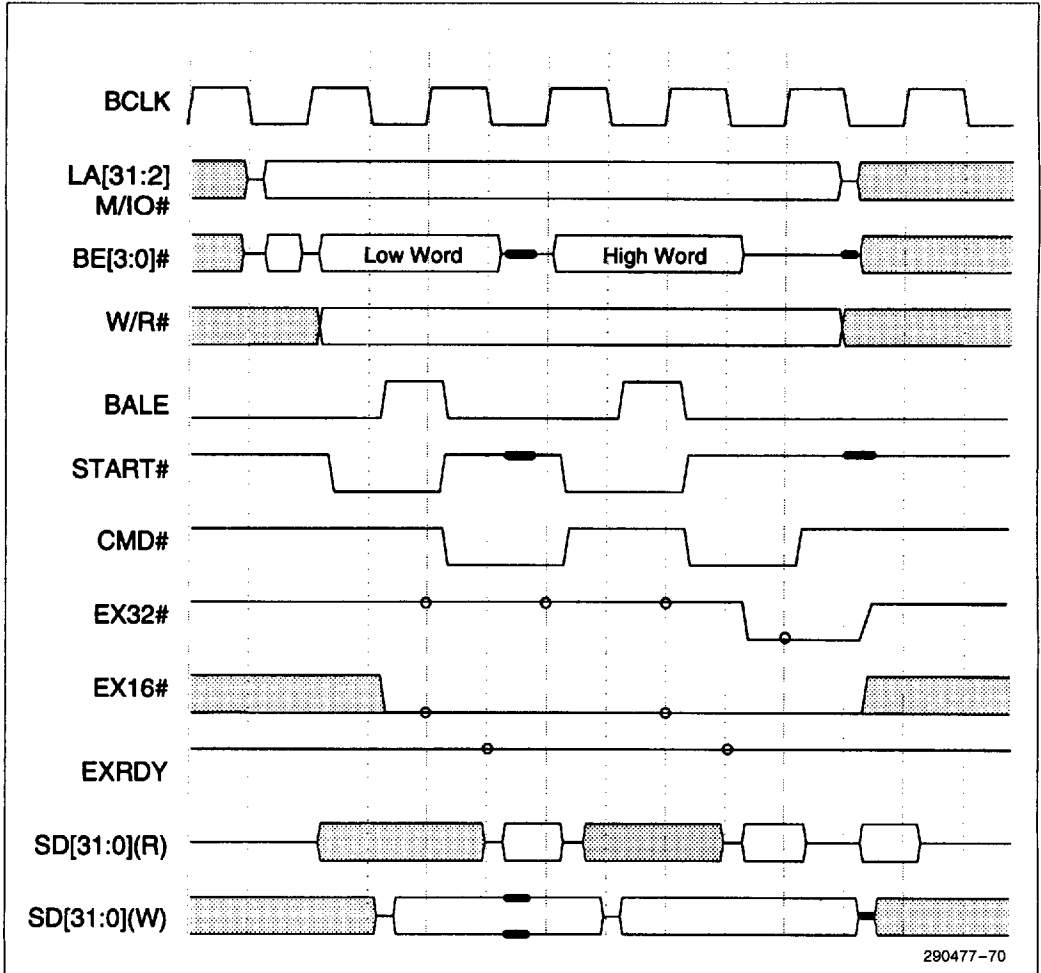 BCLK
LA[31:2]
M/IO#
BE[3:0]#
Low Word
High Word
W/R#
BALE
START#
CMD#
EX32#
EX16#
EXRDY
SD[31:0](R)
SD[31:0](W)
290477-70